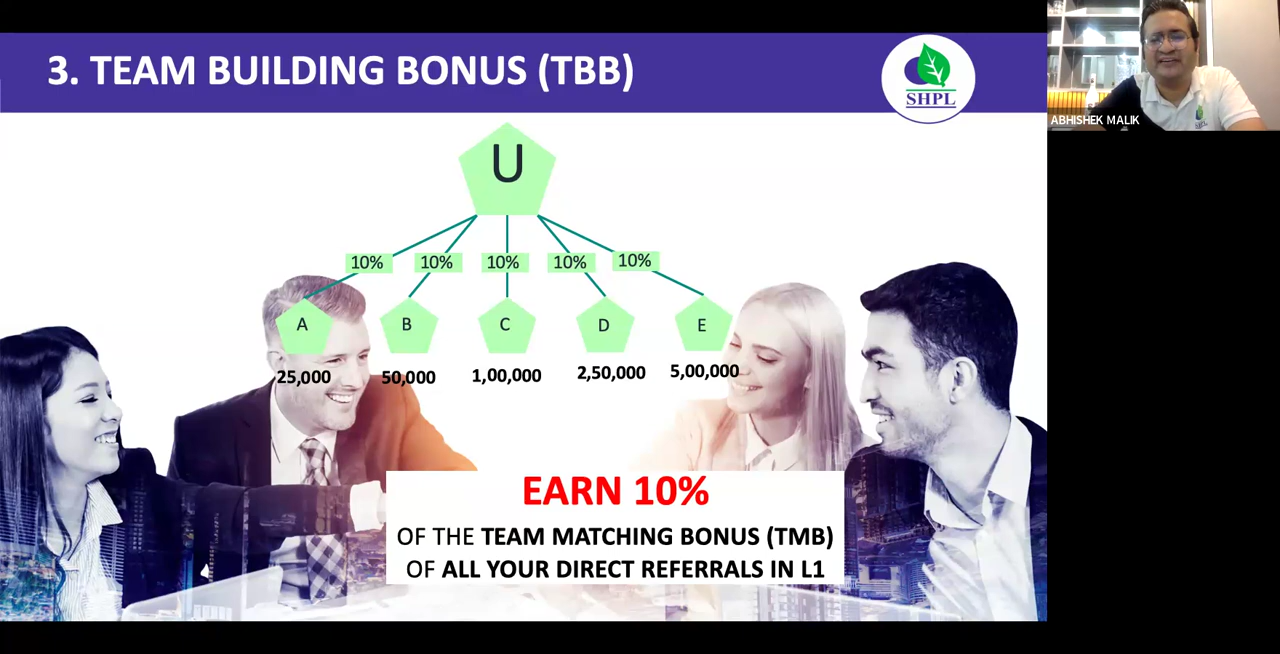 3. TEAM BUILDING BONUS (TBB)
SHPL
ABHISHEK MALIK
U
10% 10% 10% 10% 10%
A B C D E
25,000 50,000 1,00,000 2,50,000 5,00,000
EARN 10%
OF THE TEAM MATCHING BONUS (TMB)
OF ALL YOUR DIRECT REFERRALS IN L1